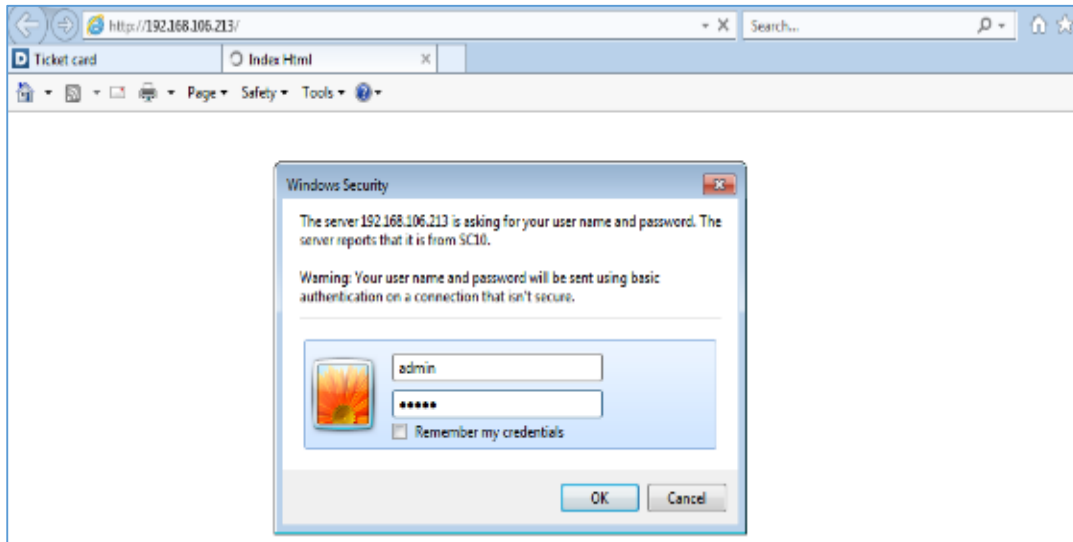 http://192.168.106.213/
Search...
Ticket card
Index Html
Page Safety Tools
Windows Security
The server 192.168.106.213 is asking for your user name and password. The
server reports that it is from SC10.
Warning: Your user name and password will be sent using basic
authentication on a connection that isn't secure.
admin
•••••
Remember my credentials
OK Cancel